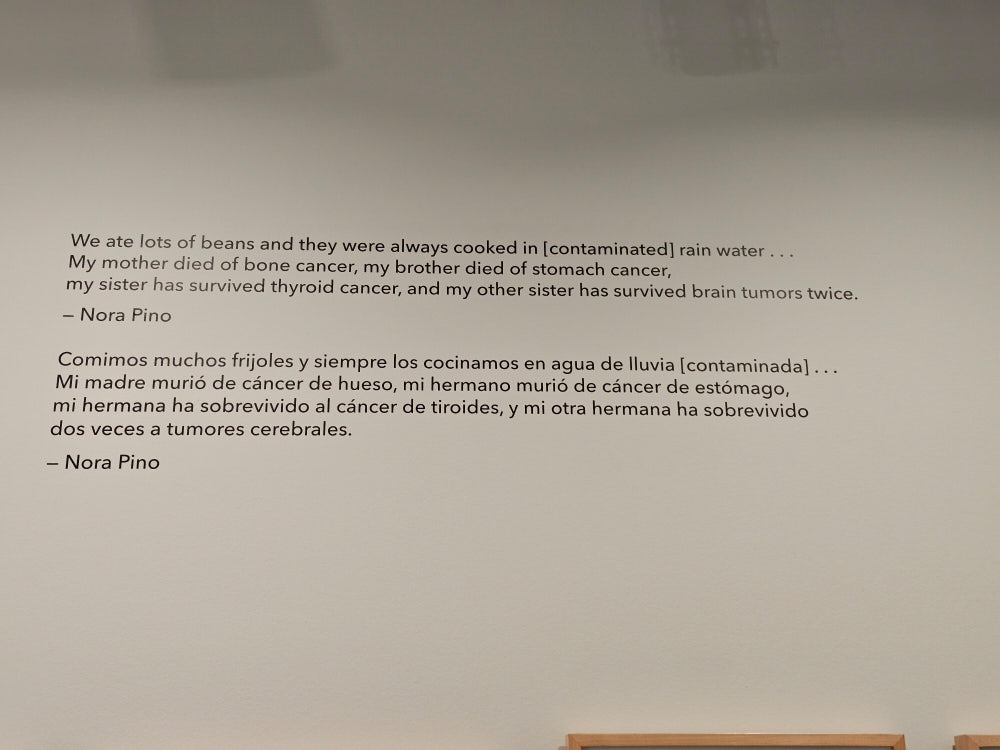 We ate lots of beans and they were always cooked in [contaminated] rain water . . .
My mother died of bone cancer, my brother died of stomach cancer,
my sister has survived thyroid cancer, and my other sister has survived brain tumors twice.
– Nora Pino
Comimos muchos frijoles y siempre los cocinamos en agua de lluvia [contaminada] . . .
Mi madre murió de cáncer de hueso, mi hermano murió de cáncer de estómago,
mi hermana ha sobrevivido al cáncer de tiroides, y mi otra hermana ha sobrevivido
dos veces a tumores cerebrales.
– Nora Pino